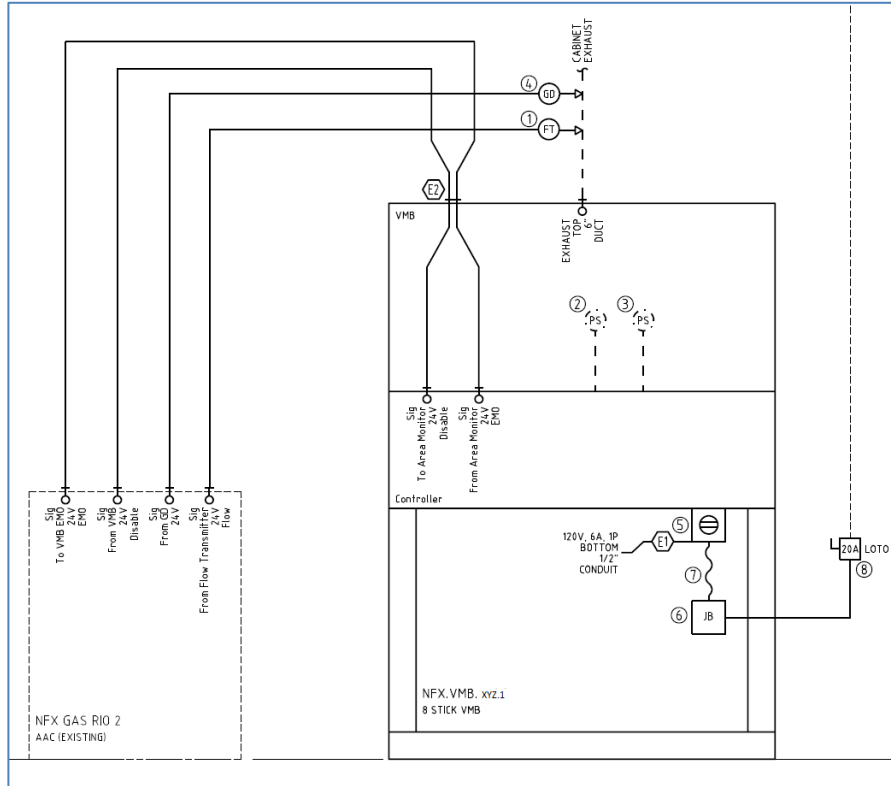 CABINET
EXHAUST
4
GD
1
FT
E2
VMB
EXHAUST
TOP
6"
DUCT
2
PS
3
PS
Sig
To Area Monitor
24V
Disable
Sig
From Area Monitor
24V
EMO
Controller
Sig
To VMB EMO
24V
EMO
Sig
From VMB
24V
Disable
Sig
From GD
24V
Sig
From Flow Transmitter
24V
Flow
5
120V, 6A, 1P
BOTTOM
1/2"
CONDUIT
E1
7
6
JB
20A LOTO
8
NFX.VMB. XYZ.1
8 STICK VMB
NFX GAS RIO 2
AAC (EXISTING)